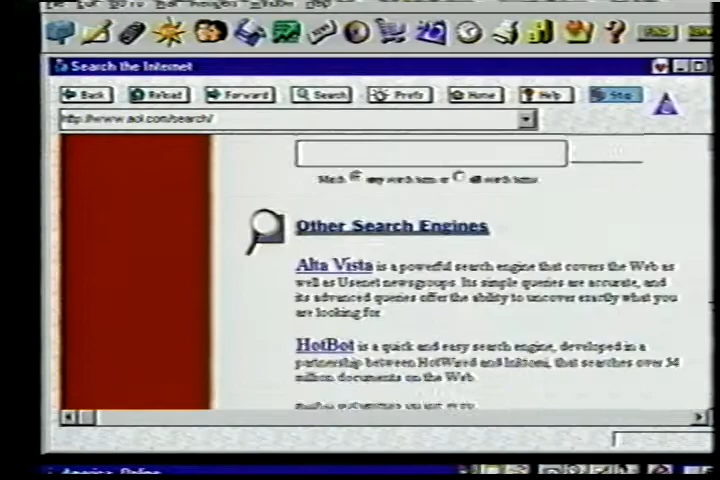 Search the Internet
Back Reload Forward Search Prefs Home Help Stop
http://www.aol.com/search/
Other Search Engines
Alta Vista is a powerful search engine that covers the Web as
well as Usenet newsgroups. Its simple queries are accurate, and
its advanced queries offer the ability to uncover exactly what you
are looking for
HotBot is a quick and easy search engine, developed in a
partnership between HotWired and Inktomi, that searches over 54
million documents on the Web.
America Online